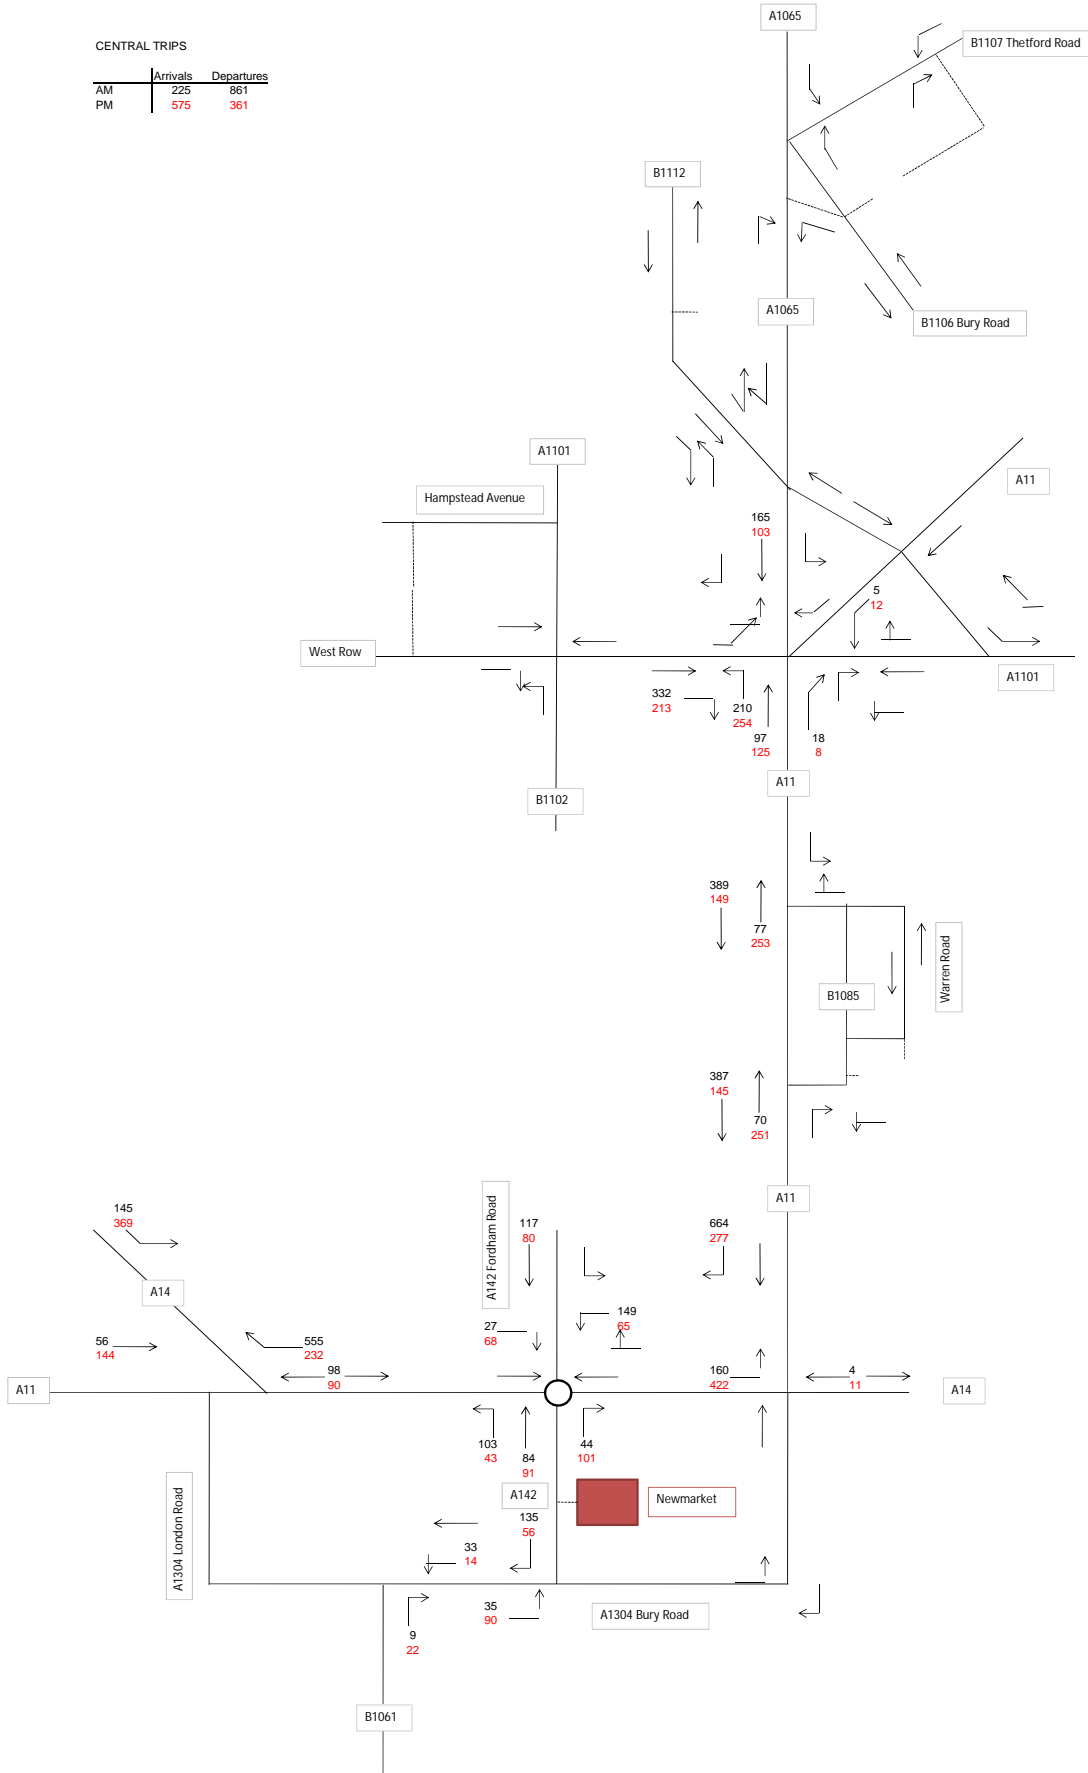 A1065
CENTRAL TRIPS
B1107 Thetford Road
Arrivals Departures
AM 225 861
PM 575 361
B1112
A1065
B1106 Bury Road
A1101
A11
Hampstead Avenue
165
103
5
12
West Row
A1101
332
213
210
254
97
125
18
8
A11
B1102
389
149
77
253
Warren Road
B1085
387
145
70
251
A11
145
369
A142 Fordham Road
117
80
664
277
A14
27
68
149
65
56
144
555
232
98
90
160
422
4
11
A11
A14
103
43
84
91
44
101
A142
Newmarket
A1304 London Road
135
56
33
14
35
90
A1304 Bury Road
9
22
B1061